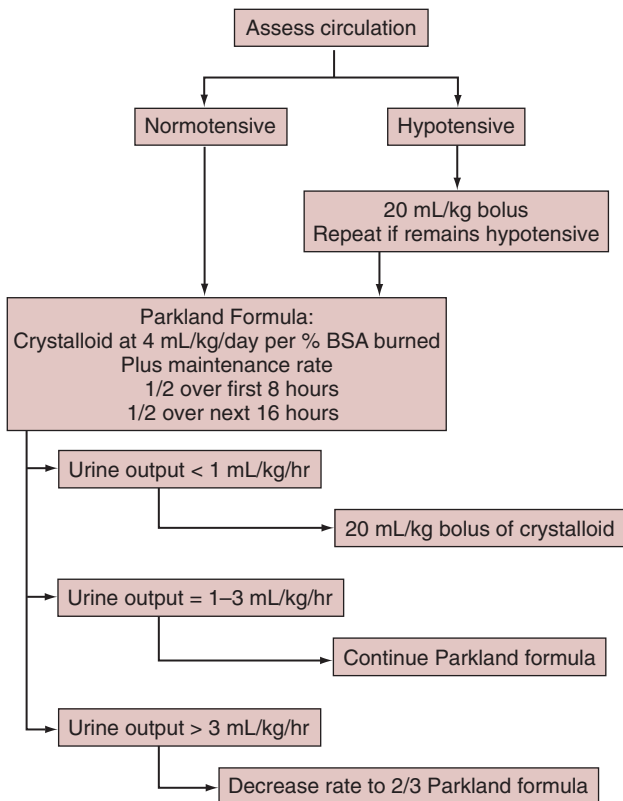 Assess circulation
Normotensive
Hypotensive
20 mL/kg bolus
Repeat if remains hypotensive
Parkland Formula:
Crystalloid at 4 mL/kg/day per % BSA burned
Plus maintenance rate
1/2 over first 8 hours
1/2 over next 16 hours
Urine output < 1 mL/kg/hr
20 mL/kg bolus of crystalloid
Urine output = 1–3 mL/kg/hr
Continue Parkland formula
Urine output > 3 mL/kg/hr
Decrease rate to 2/3 Parkland formula